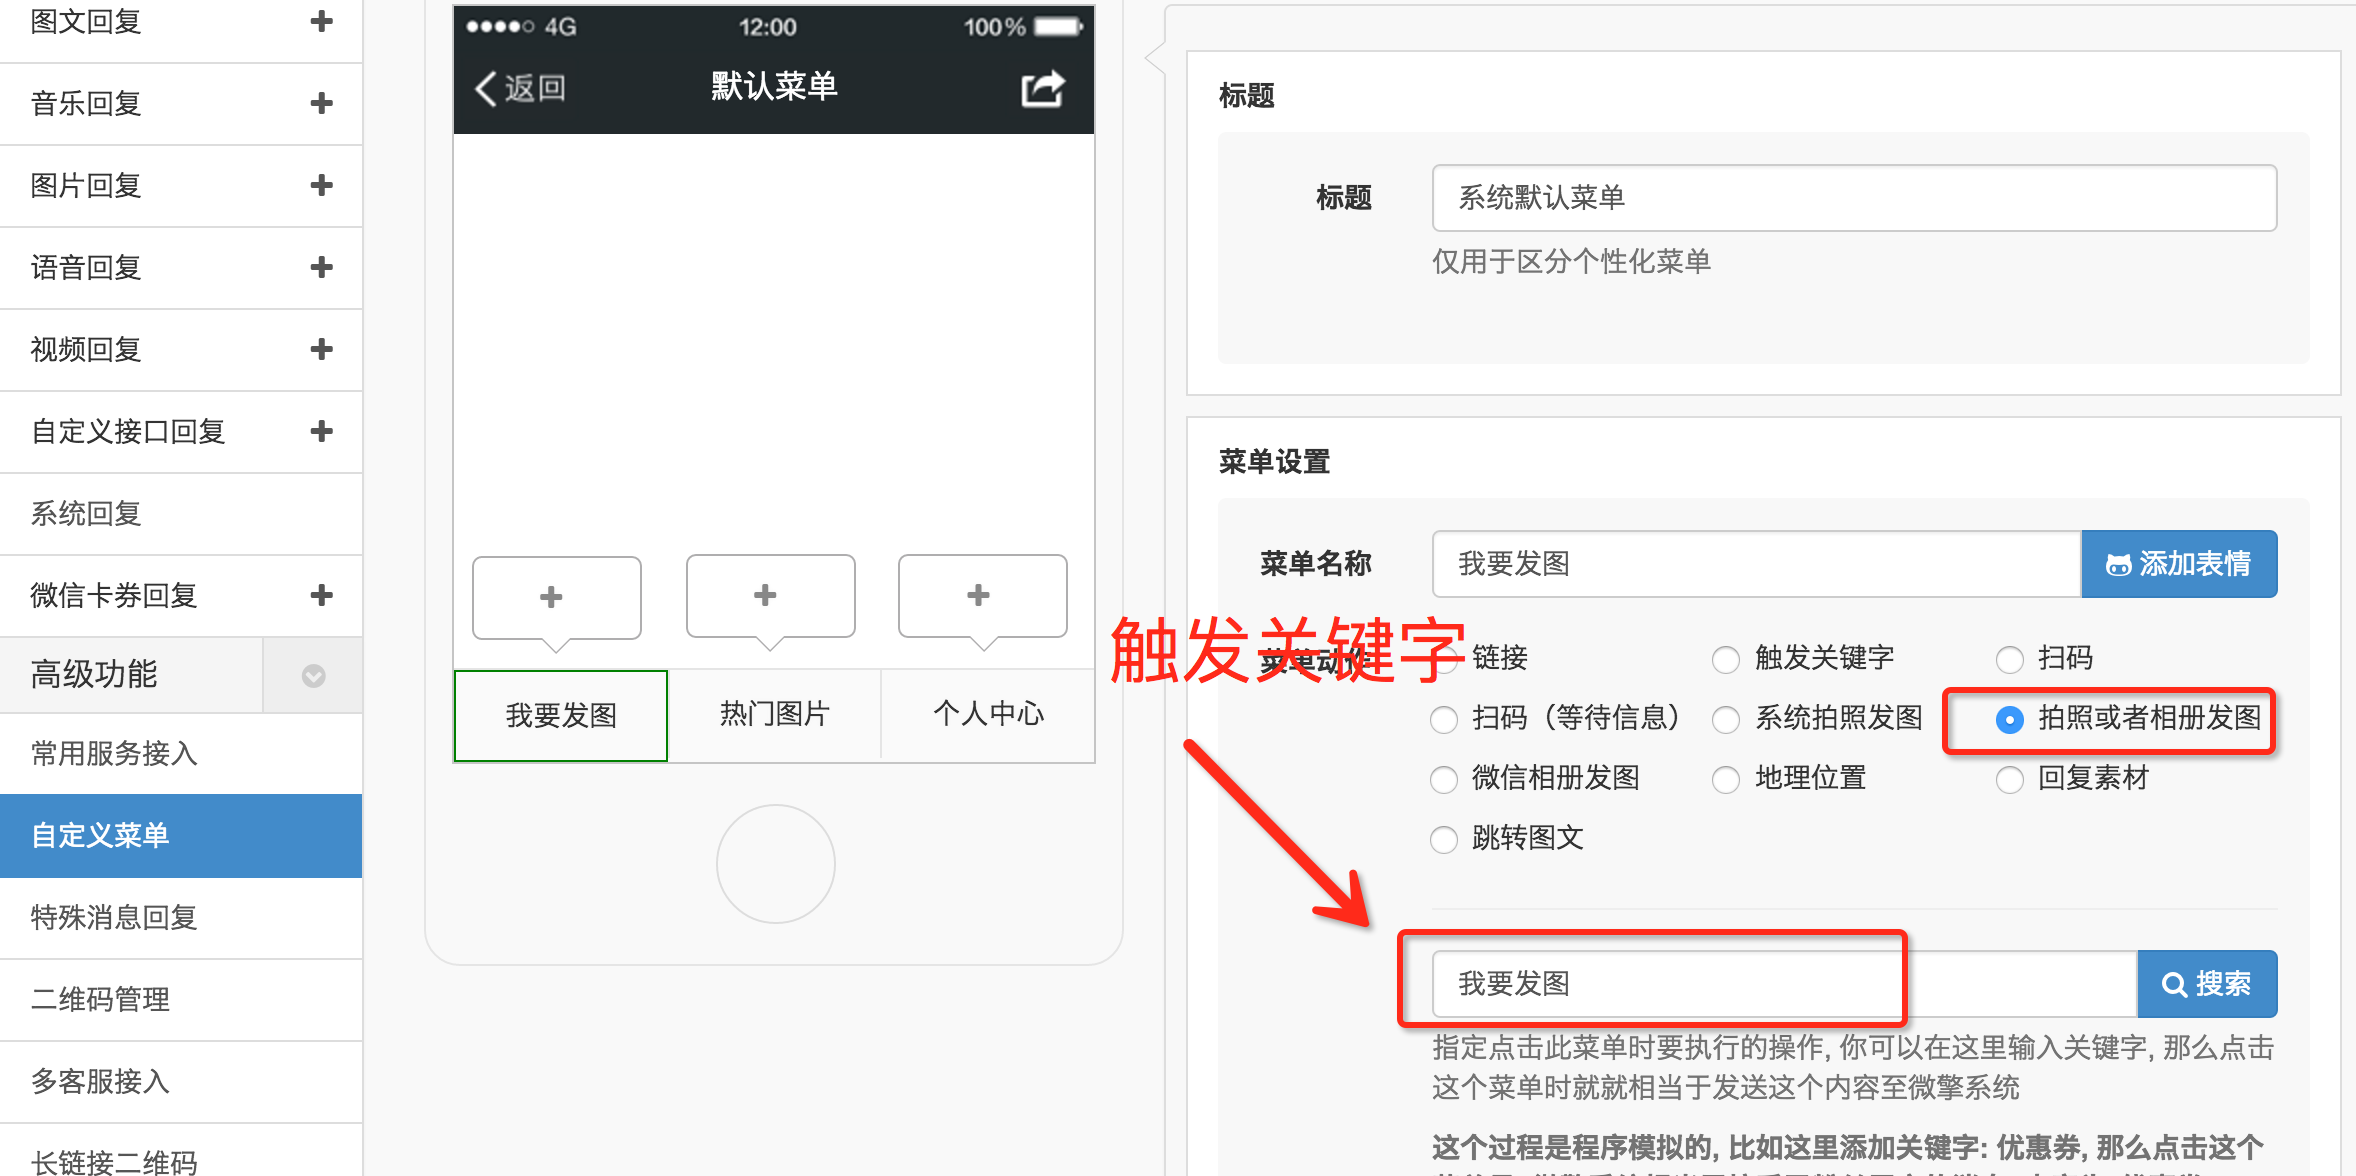 图文回复
音乐回复
图片回复
语音回复
视频回复
自定义接口回复
系统回复
微信卡券回复
高级功能
常用服务接入
自定义菜单
特殊消息回复
二维码管理
多客服接入
长链接二维码
4G 12:00 100%
返回 默认菜单
我要发图 热门图片 个人中心
标题
标题 系统默认菜单
仅用于区分个性化菜单
菜单设置
菜单名称 我要发图 添加表情
触发关键字
菜单动作 链接 触发关键字 扫码
扫码（等待信息） 系统拍照发图 拍照或者相册发图
微信相册发图 地理位置 回复素材
跳转图文
我要发图 搜索
指定点击此菜单时要执行的操作, 你可以在这里输入关键字, 那么点击
这个菜单时就就相当于发送这个内容至微擎系统
这个过程是程序模拟的, 比如这里添加关键字: 优惠券, 那么点击这个